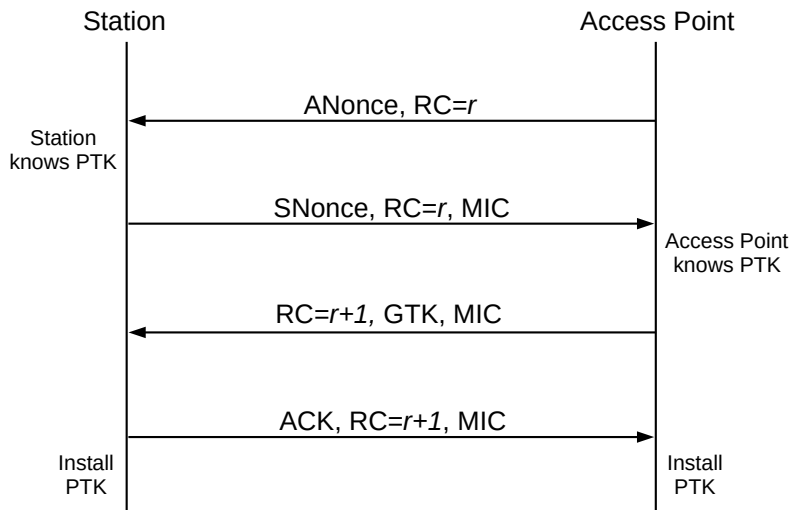 Station
Access Point
ANonce, RC=r
Station
knows PTK
SNonce, RC=r, MIC
Access Point
knows PTK
RC=r+1, GTK, MIC
ACK, RC=r+1, MIC
Install
PTK
Install
PTK